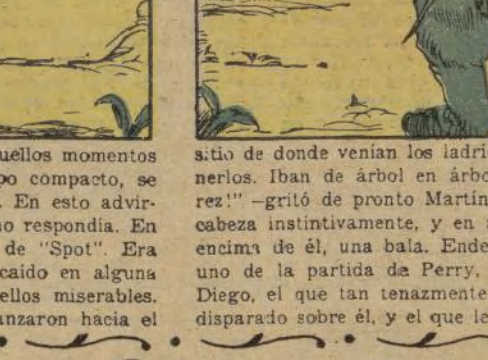 uellos momentos
po compacto, se
. En esto advir-
no respondía. En
de "Spot". Era
caído en alguna
ellos miserables.
nzaron hacia el
sitio de donde venían los ladri
nerlos. Iban de árbol en árbo
rez!" —gritó de pronto Martín
cabeza instintivamente, y en
encima de él, una bala. Ende
uno de la partida de Perry,
Diego, el que tan tenazmente
disparado sobre él, y el que le